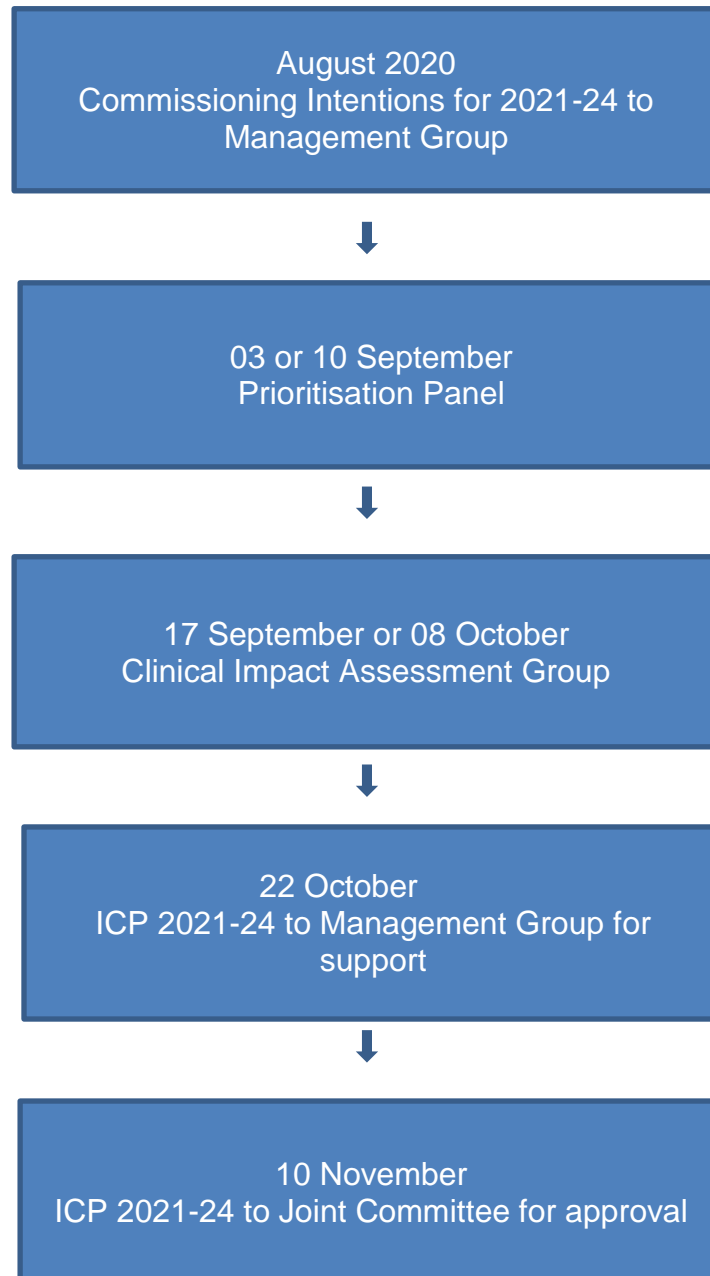 August 2020
Commissioning Intentions for 2021-24 to
Management Group
03 or 10 September
Prioritisation Panel
17 September or 08 October
Clinical Impact Assessment Group
22 October
ICP 2021-24 to Management Group for
support
10 November
ICP 2021-24 to Joint Committee for approval